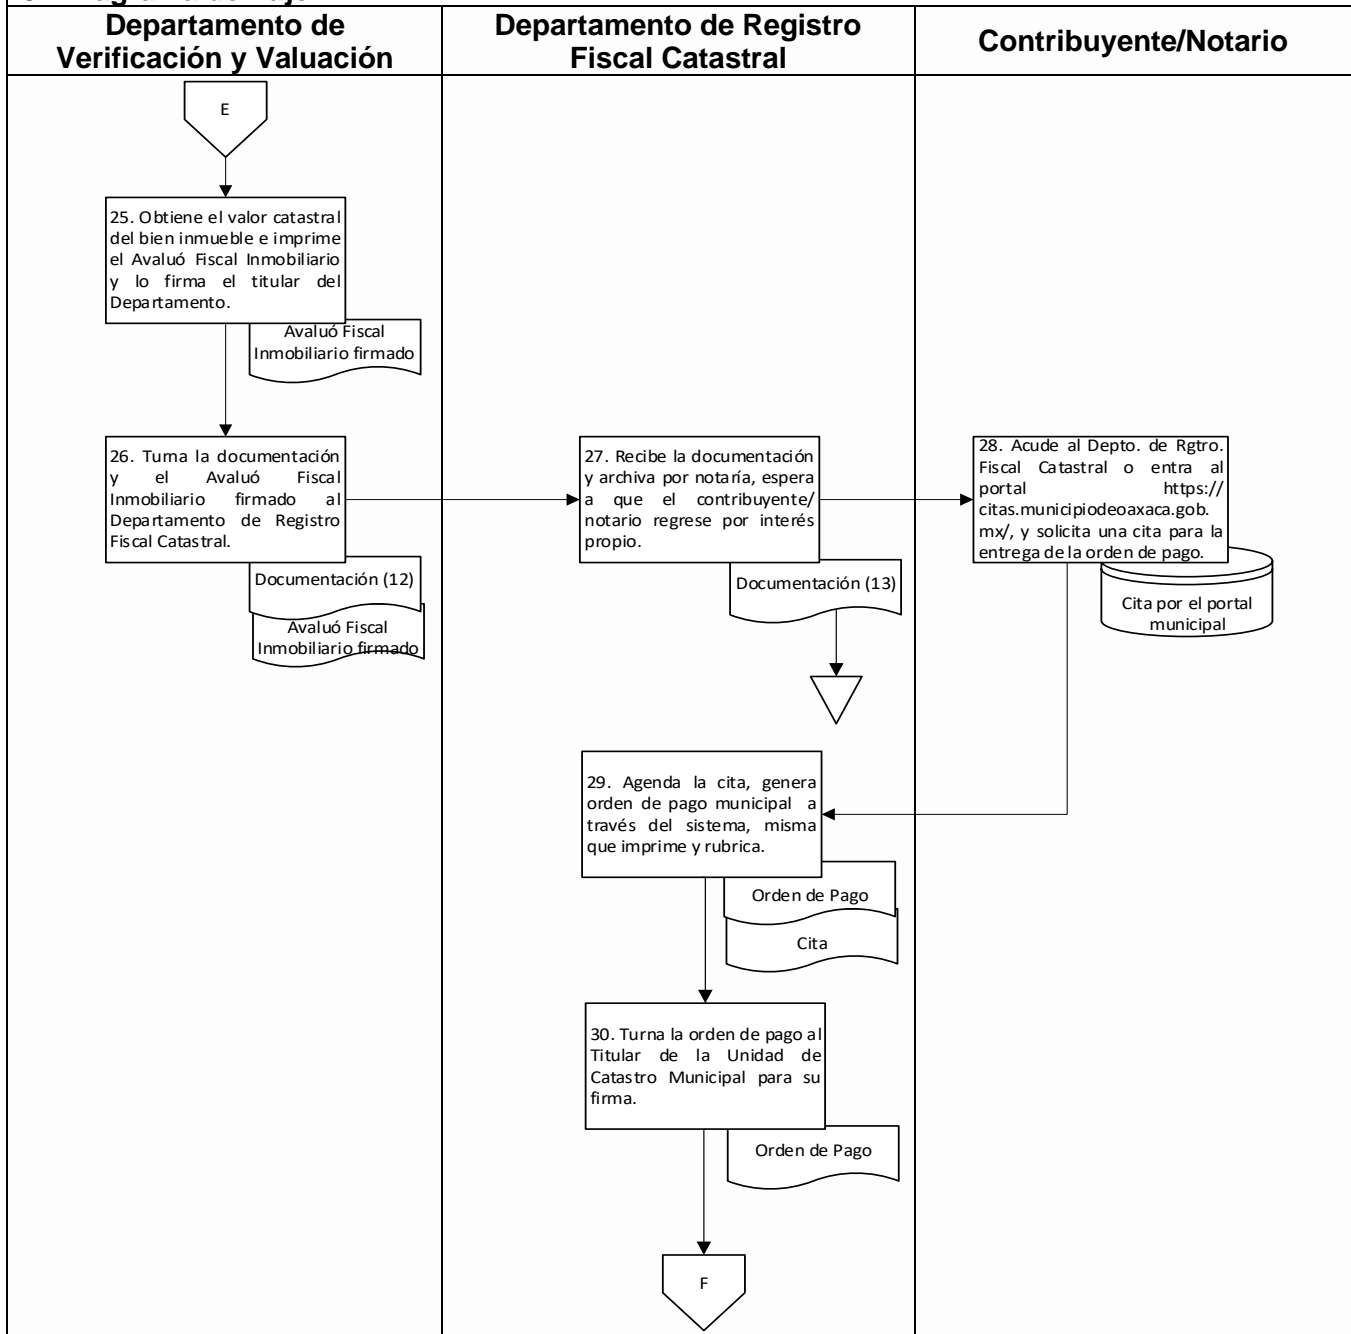 Departamento de
Verificación y Valuación
Departamento de Registro
Fiscal Catastral
Contribuyente/Notario
E
25. Obtiene el valor catastral
del bien inmueble e imprime
el Avaluó Fiscal Inmobiliario
y lo firma el titular del
Departamento.
Avaluó Fiscal
Inmobiliario firmado
26. Turna la documentación
y el Avaluó Fiscal
Inmobiliario firmado al
Departamento de Registro
Fiscal Catastral.
Documentación (12)
Avaluó Fiscal
Inmobiliario firmado
27. Recibe la documentación
y archiva por notaría, espera
a que el contribuyente/
notario regrese por interés
propio.
Documentación (13)
28. Acude al Depto. de Rgtro.
Fiscal Catastral o entra al
portal https://
citas.municipiodeoaxaca.gob.
mx/, y solicita una cita para la
entrega de la orden de pago.
Cita por el portal
municipal
29. Agenda la cita, genera
orden de pago municipal a
través del sistema, misma
que imprime y rubrica.
Orden de Pago
Cita
30. Turna la orden de pago al
Titular de la Unidad de
Catastro Municipal para su
firma.
Orden de Pago
F